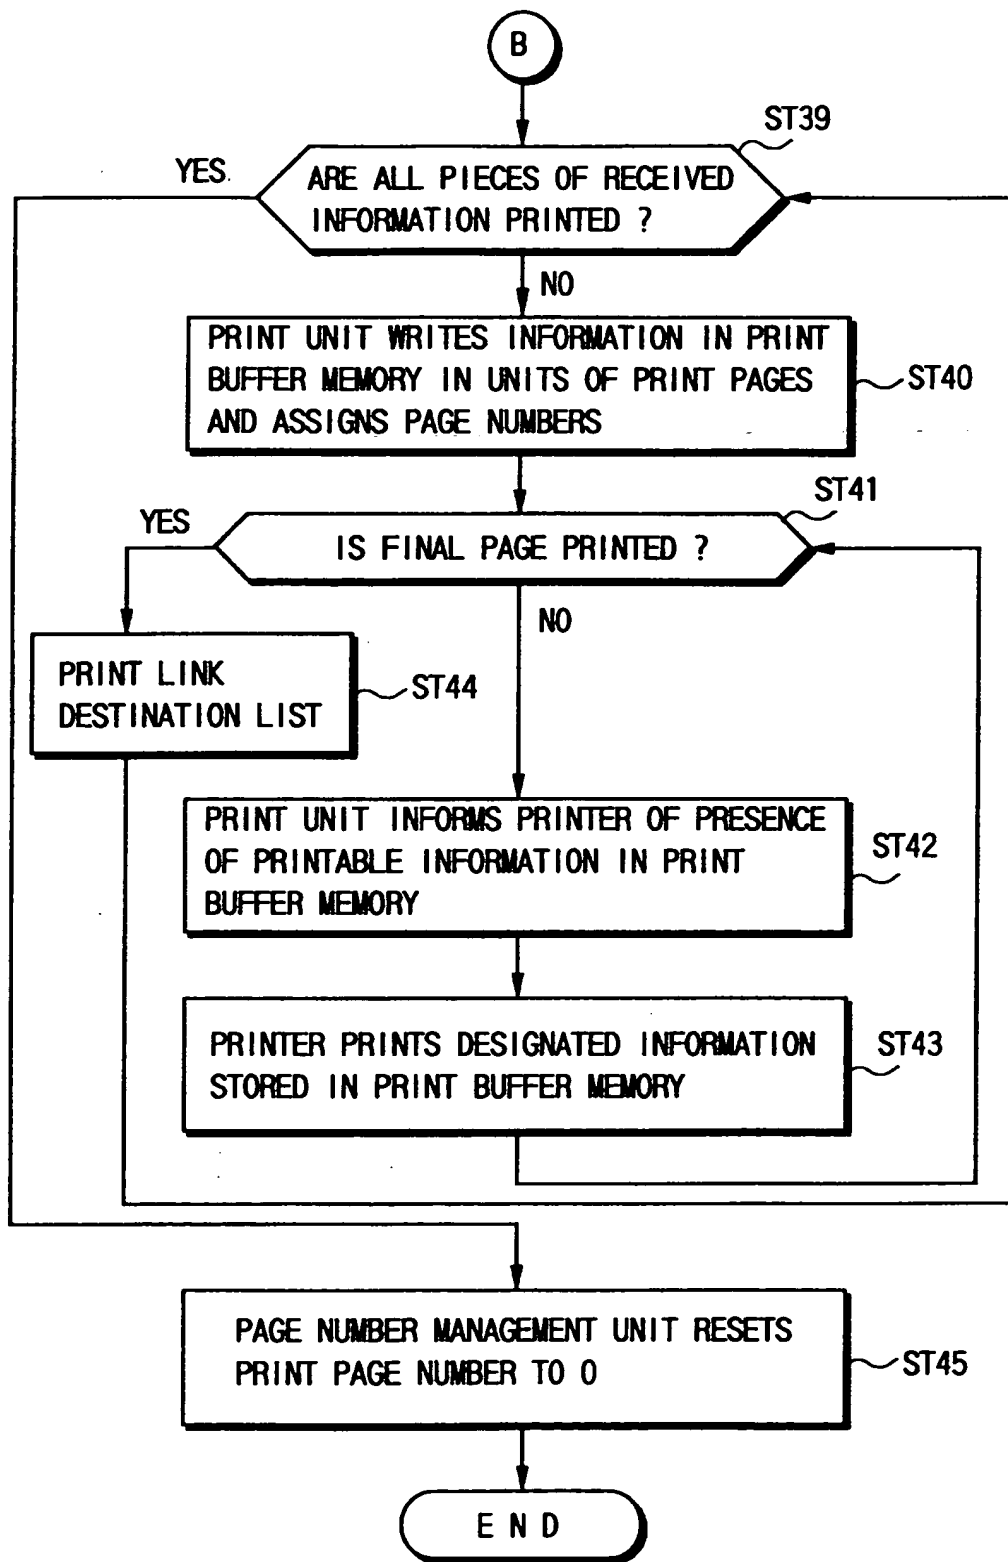 B
ST39
YES
ARE ALL PIECES OF RECEIVED
INFORMATION PRINTED ?
NO
PRINT UNIT WRITES INFORMATION IN PRINT
BUFFER MEMORY IN UNITS OF PRINT PAGES
AND ASSIGNS PAGE NUMBERS
ST40
ST41
YES
IS FINAL PAGE PRINTED ?
NO
PRINT LINK
DESTINATION LIST
ST44
PRINT UNIT INFORMS PRINTER OF PRESENCE
OF PRINTABLE INFORMATION IN PRINT
BUFFER MEMORY
ST42
PRINTER PRINTS DESIGNATED INFORMATION
STORED IN PRINT BUFFER MEMORY
ST43
PAGE NUMBER MANAGEMENT UNIT RESETS
PRINT PAGE NUMBER TO 0
ST45
END